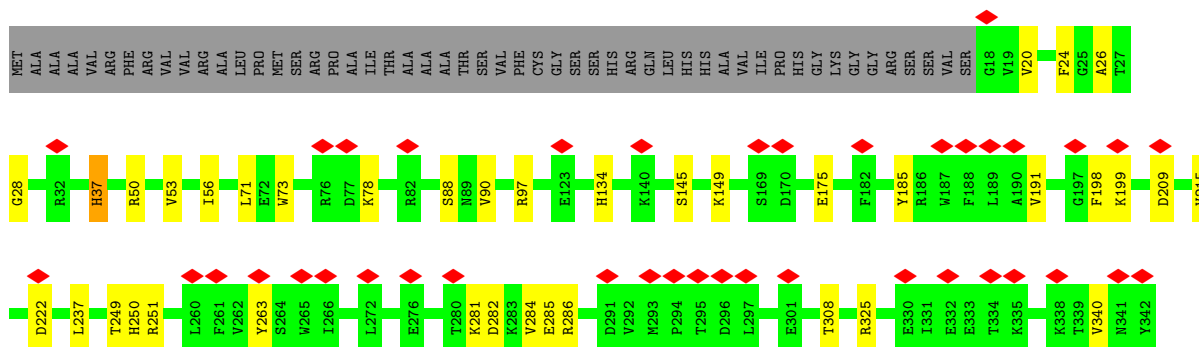 MET ALA ALA ALA VAL ARG PHE ARG VAL VAL ARG ALA LEU PRO MET SER ARG PRO ALA ILE THR ALA ALA ALA THR SER VAL PHE CYS GLY SER SER HIS ARG GLN LEU HIS HIS ALA VAL ILE PRO HIS GLY LYS GLY GLY ARG SER SER VAL SER G18 V19 V20 F24 G25 A26 T27
G28 R32 H37 R50 V53 I56 L71 E72 W73 R76 D77 K78 R82 S88 N89 V90 R97 E123 H134 K140 S145 K149 S169 D170 E175 F182 Y185 R186 W187 F188 L189 A190 V191 G197 F198 K199 D209
D222 L237 T249 H250 R251 L260 F261 V262 Y263 S264 W265 I266 L272 E276 T280 K281 D282 K283 V284 E285 R286 D291 V292 M293 P294 T295 D296 L297 E301 T308 R325 E330 I331 E332 E333 T334 K335 K338 T339 V340 N341 Y342